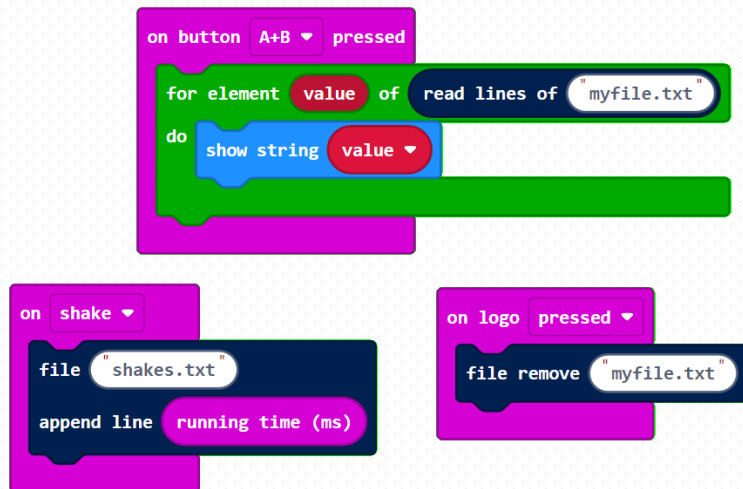 on button A+B pressed
for element value of read lines of "myfile.txt"
do
show string value
on shake
file "shakes.txt"
append line running time (ms)
on logo pressed
file remove "myfile.txt"